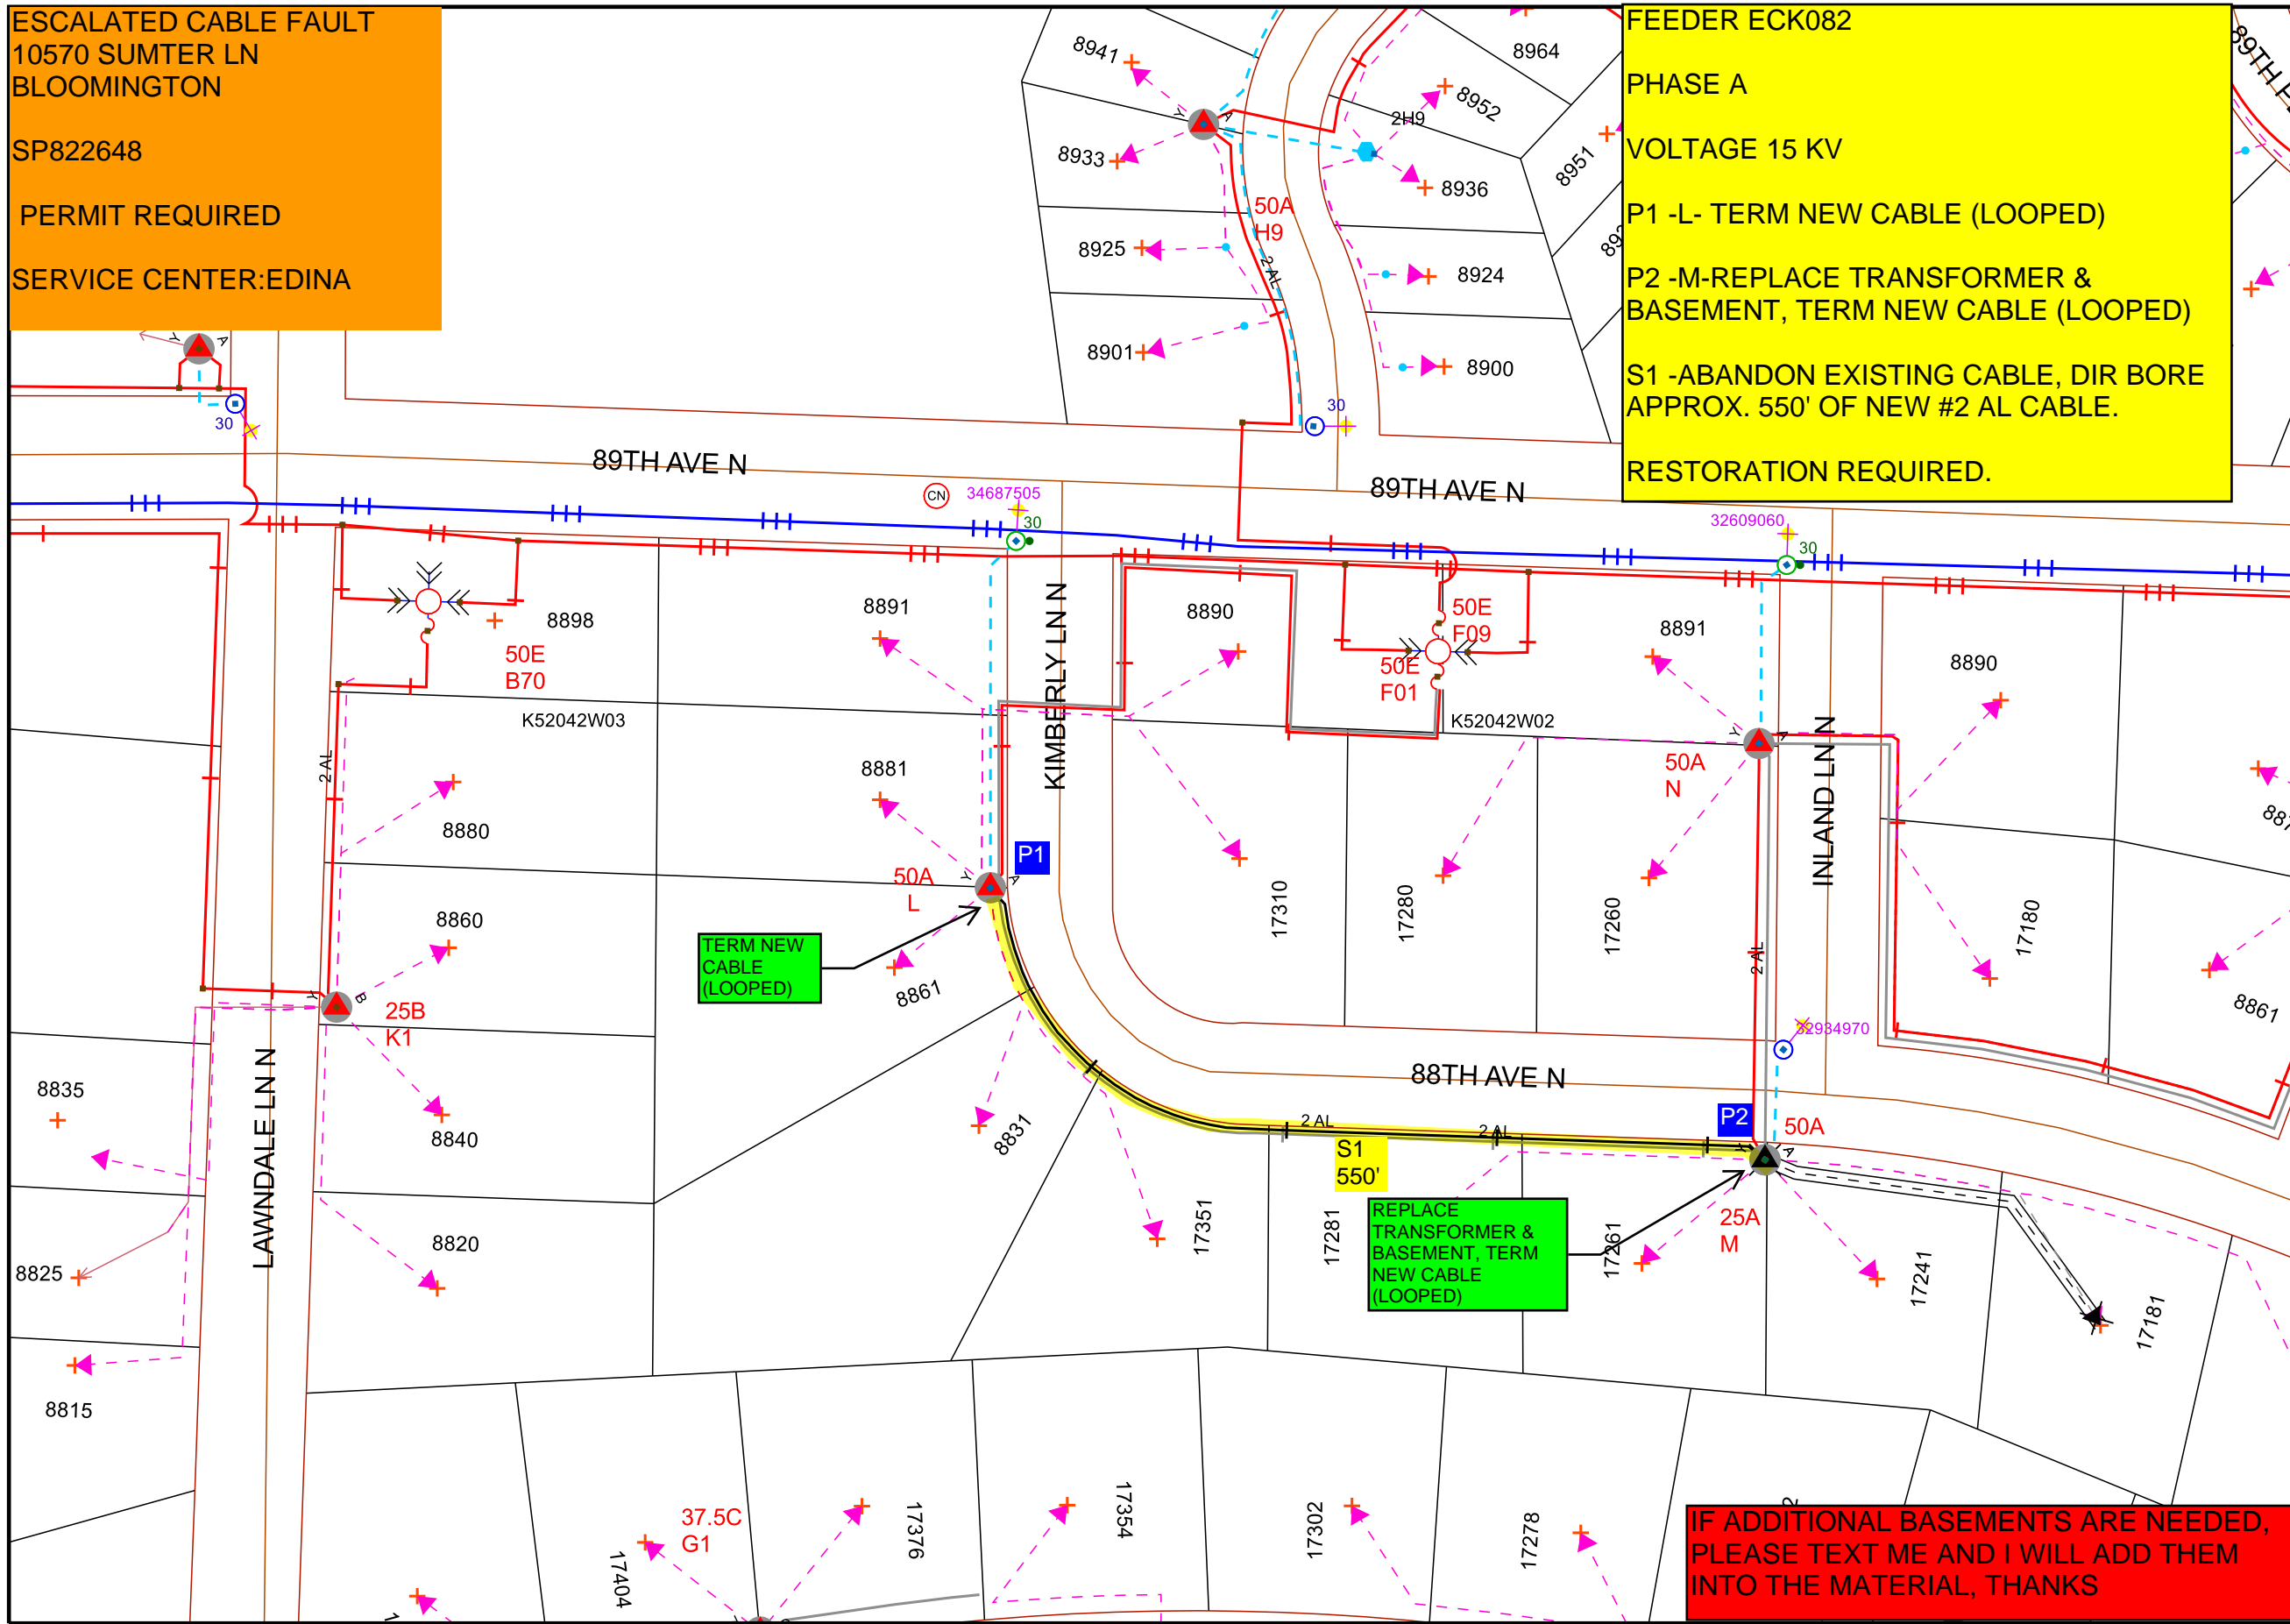 ESCALATED CABLE FAULT
10570 SUMTER LN
BLOOMINGTON
SP822648
PERMIT REQUIRED
SERVICE CENTER:EDINA
FEEDER ECK082
PHASE A
VOLTAGE 15 KV
P1 -L- TERM NEW CABLE (LOOPED)
P2 -M-REPLACE TRANSFORMER &
BASEMENT, TERM NEW CABLE (LOOPED)
S1 -ABANDON EXISTING CABLE, DIR BORE
APPROX. 550' OF NEW #2 AL CABLE.
RESTORATION REQUIRED.
8941
Y
A
8933
8925
8901
50A
H9
2 AL
2H9
8964
8952
8936
8924
8900
8951
30
Y
A
30
89TH AVE N
89TH AVE N
CN
34687505
30
32609060
30
8898
50E
B70
K52042W03
8891
8881
KIMBERLY LN N
8890
50E
F09
50E
F01
K52042W02
8891
50A
N
Y
A
INLAND LN N
8890
2 AL
8880
8860
Y
B
25B
K1
8840
8820
LAWNDALE LN N
8835
8825
8815
50A
L
Y
A
P1
TERM NEW
CABLE
(LOOPED)
8861
8831
17310
17280
17260
2 AL
17180
8861
32934970
88TH AVE N
2 AL
2 AL
S1
550'
P2
50A
Y
A
25A
M
REPLACE
TRANSFORMER &
BASEMENT, TERM
NEW CABLE
(LOOPED)
17351
17281
17261
17241
17181
37.5C
G1
17404
17376
17354
17302
17278
IF ADDITIONAL BASEMENTS ARE NEEDED,
PLEASE TEXT ME AND I WILL ADD THEM
INTO THE MATERIAL, THANKS